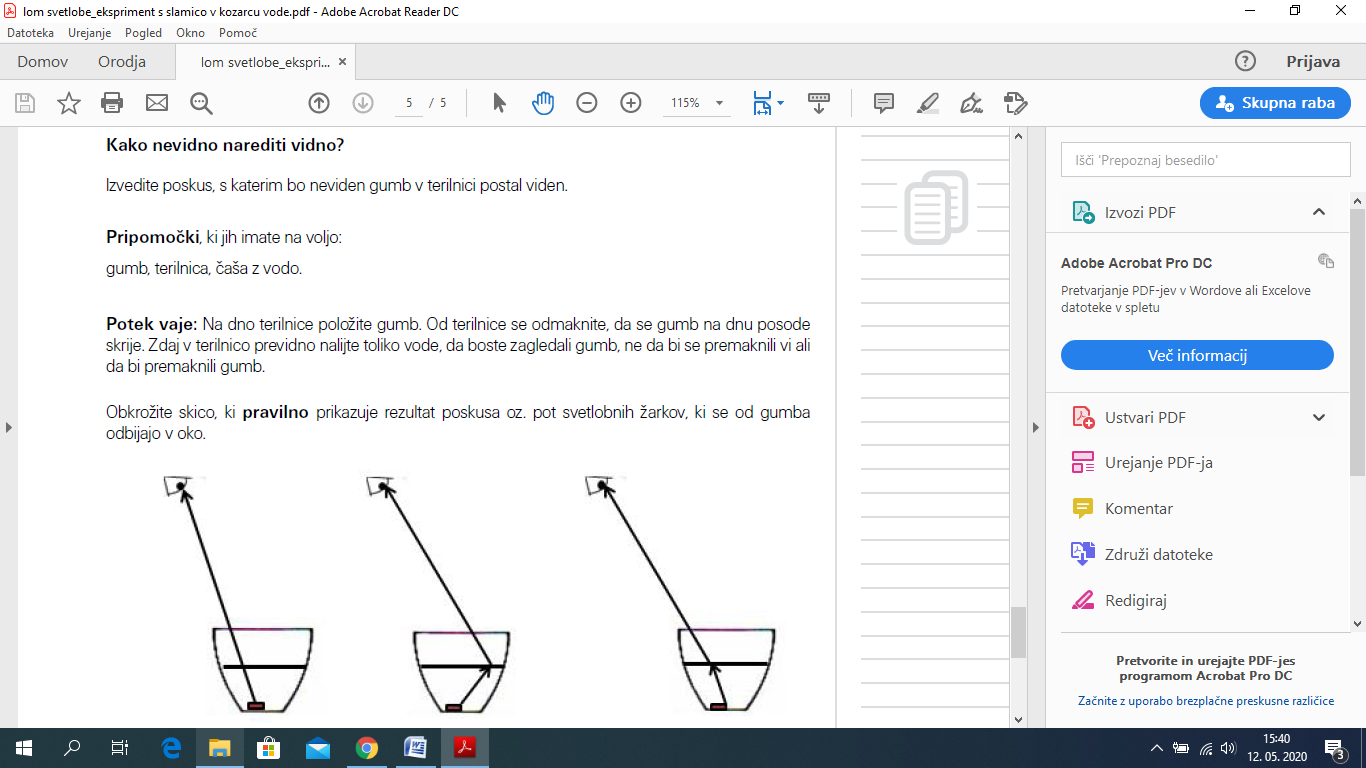 lom svetlobe_ekspriment s slamico v kozarcu vode.pdf - Adobe Acrobat Reader DC
Datoteka Urejanje Pogled Okno Pomoč
Domov Orodja lom svetlobe_ekspri... × Prijava
5 / 5 115% Skupna raba
Kako nevidno narediti vidno?
Izvedite poskus, s katerim bo neviden gumb v terilnici postal viden.
Pripomočki, ki jih imate na voljo:
gumb, terilnica, čaša z vodo.
Potek vaje: Na dno terilnice položite gumb. Od terilnice se odmaknite, da se gumb na dnu posode
skrije. Zdaj v terilnico previdno nalijte toliko vode, da boste zagledali gumb, ne da bi se premaknili vi ali
da bi premaknili gumb.
Obkrožite skico, ki pravilno prikazuje rezultat poskusa oz. pot svetlobnih žarkov, ki se od gumba
odbijajo v oko.
Išči 'Prepoznaj besedilo'
Izvozi PDF
Adobe Acrobat Pro DC
Pretvarjanje PDF-jev v Wordove ali Excelove
datoteke v spletu
Več informacij
Ustvari PDF
Urejanje PDF-ja
Komentar
Združi datoteke
Redigiraj
Pretvorite in urejajte PDF-jes
programom Acrobat Pro DC
Začnite z uporabo brezplačne preskusne različice
15:40
12. 05. 2020
3